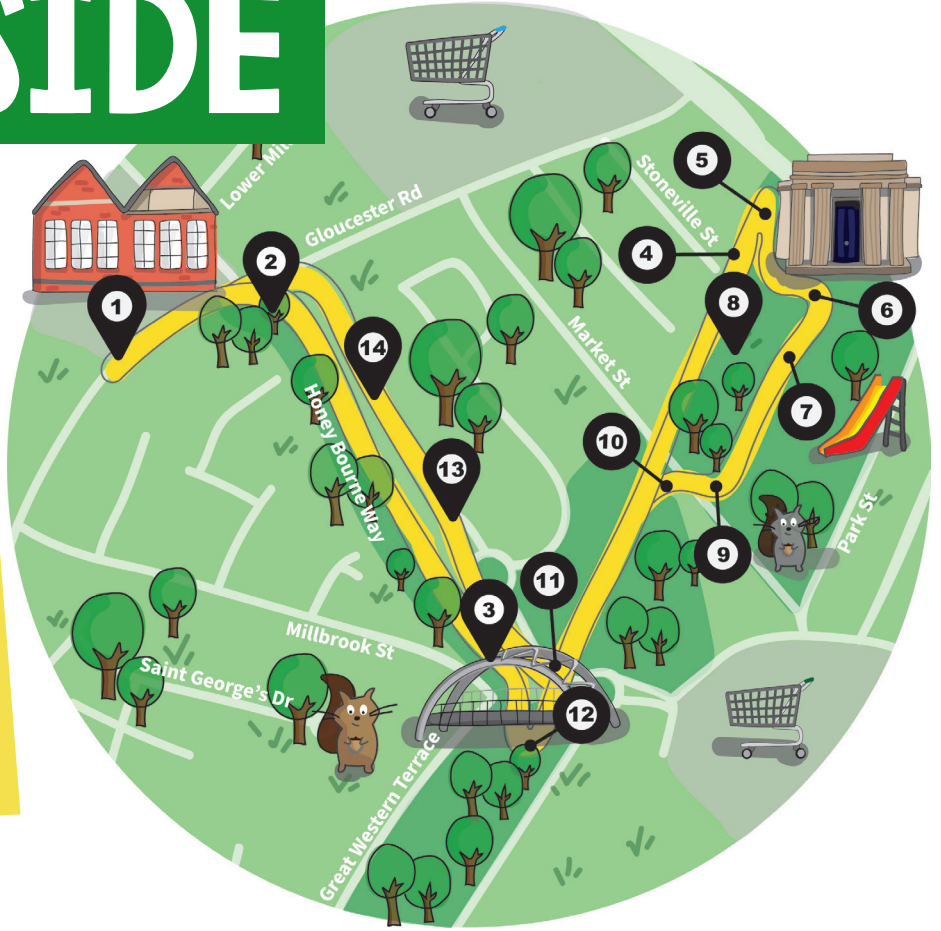 SIDE
Lower Mil
Gloucester Rd
Stoneville St
5
4
2
1
8
6
14
Market St
7
Honey Bourne Way
10
13
Park St
9
11
3
Millbrook St
Saint George's Dr
12
Great Western Terrace